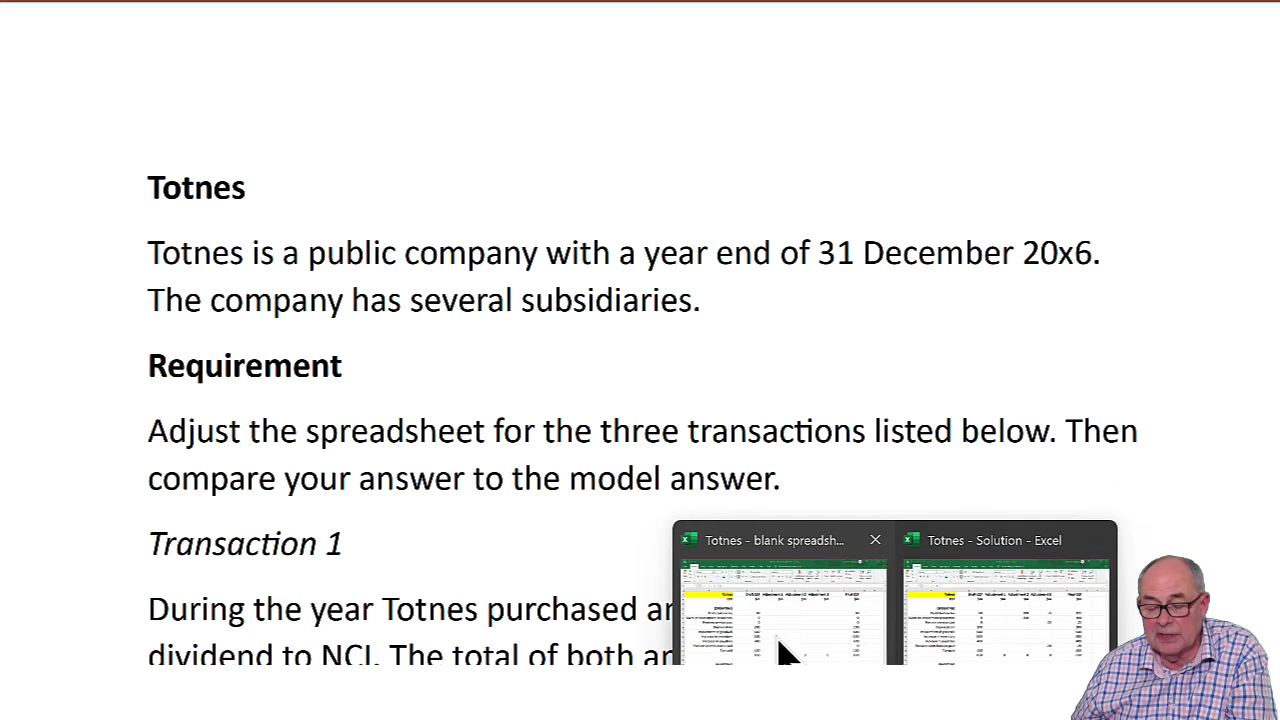 Totnes
Totnes is a public company with a year end of 31 December 20x6.
The company has several subsidiaries.
Requirement
Adjust the spreadsheet for the three transactions listed below. Then
compare your answer to the model answer.
Transaction 1
Totnes - blank spreadsh...
Totnes - Solution - Excel
During the year Totnes purchased
dividend to NCI. The total of both